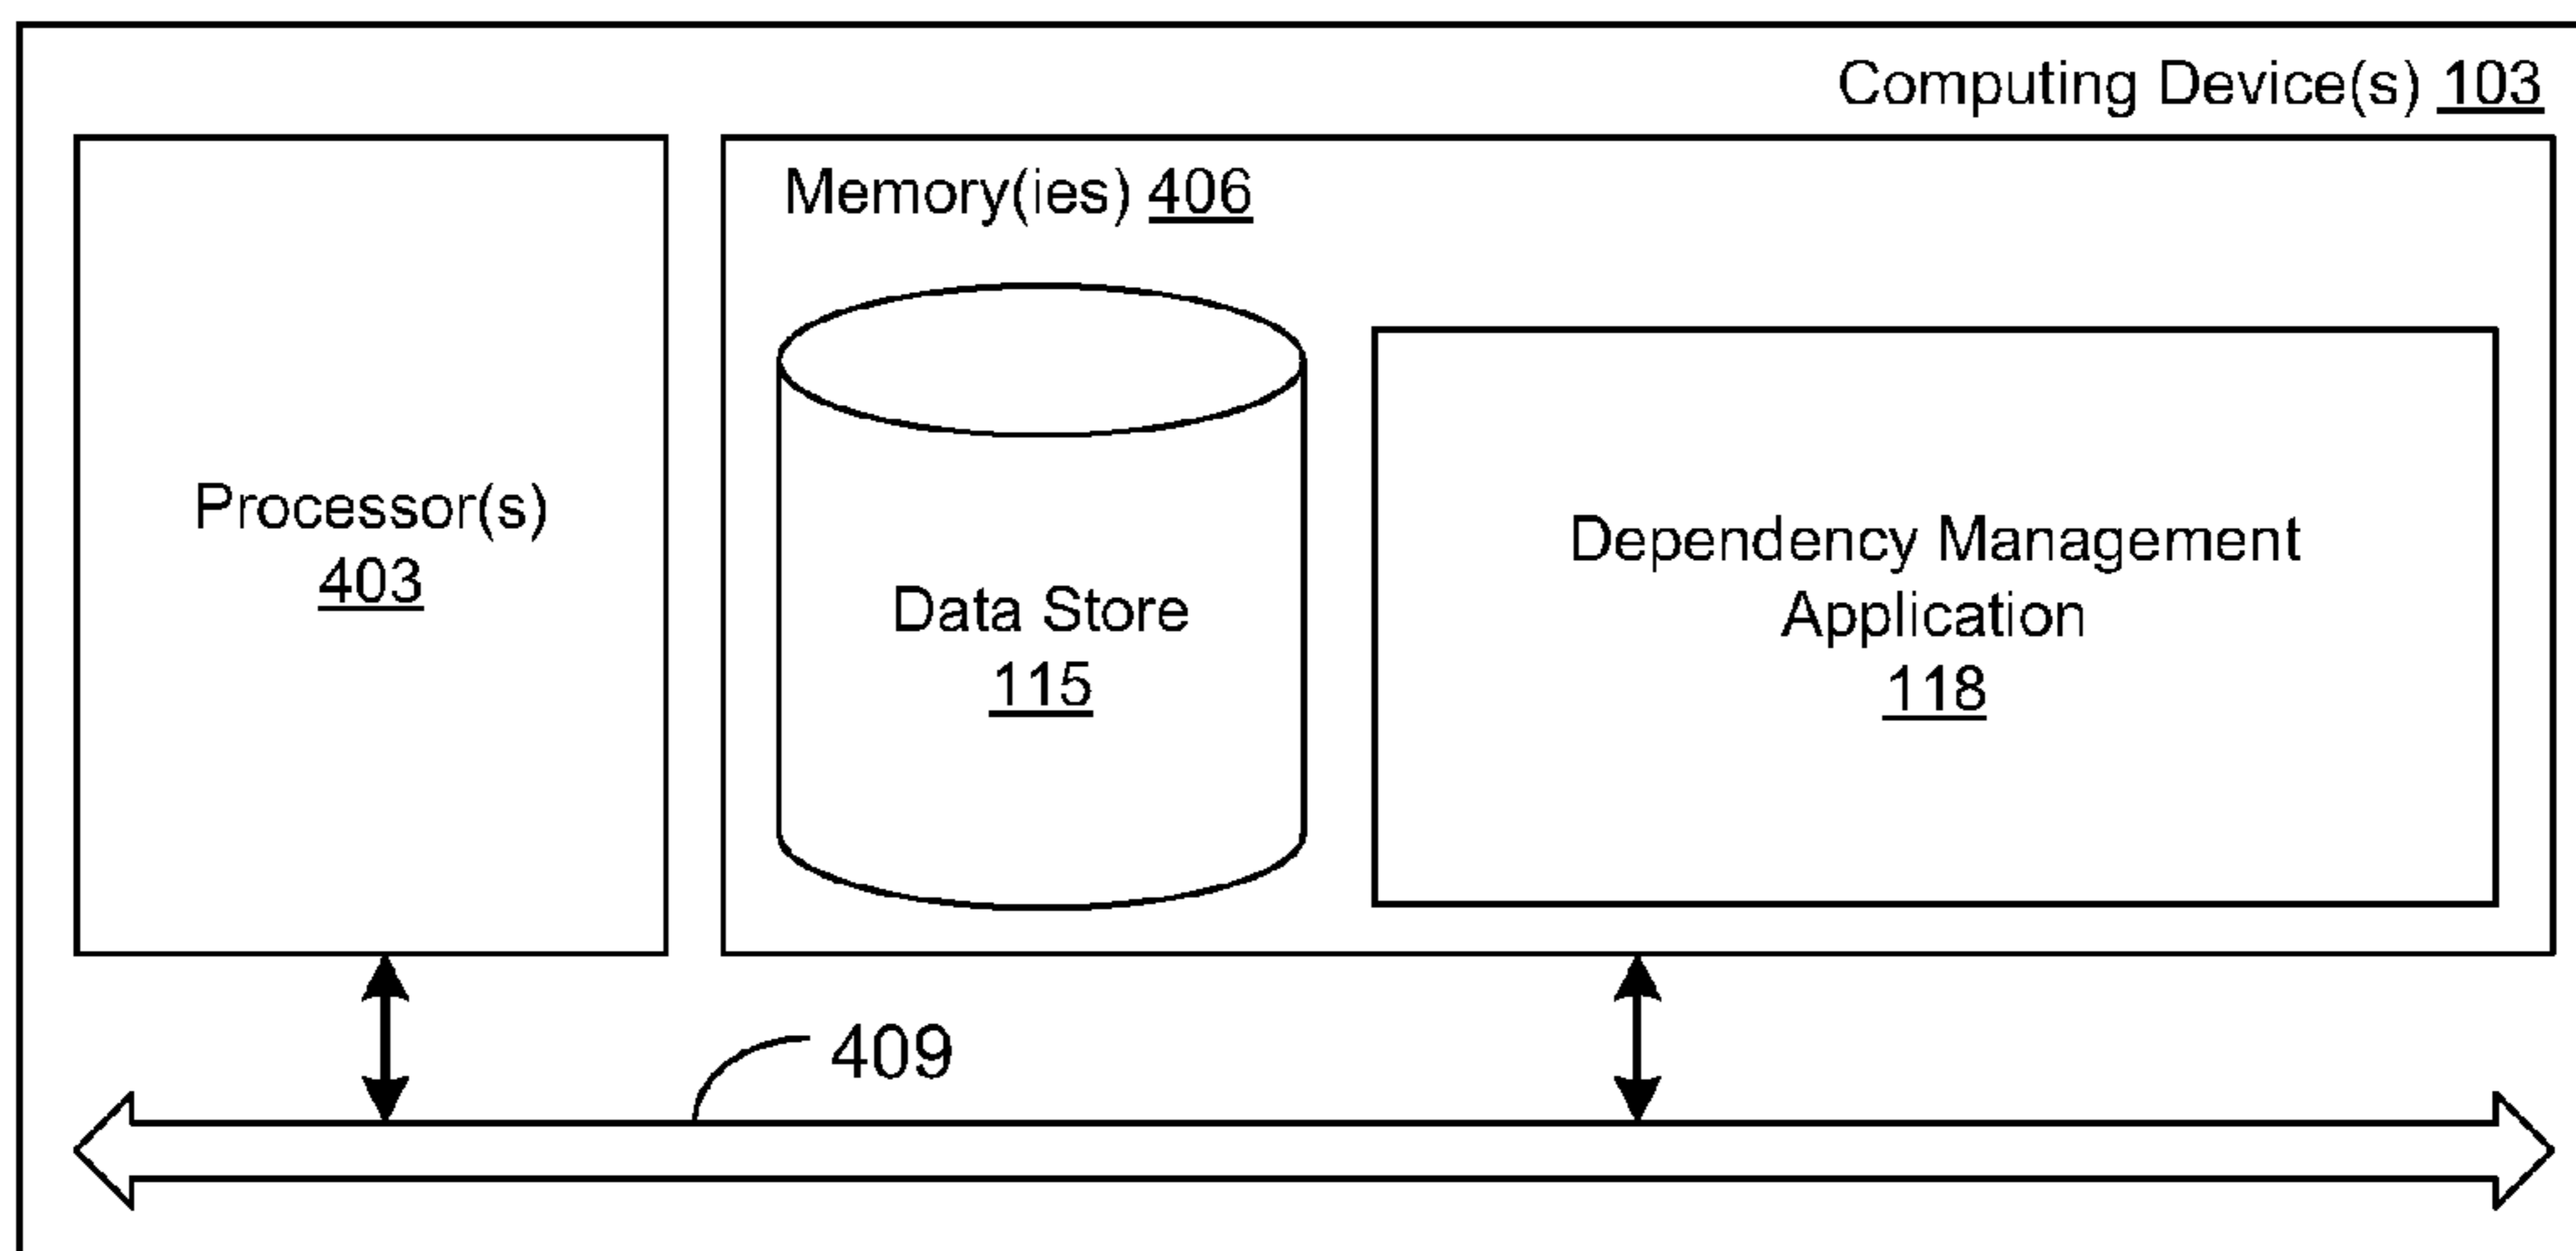 Computing Device(s) 103
Memory(ies) 406
Processor(s)
403
Data Store
115
Dependency Management
Application
118
409